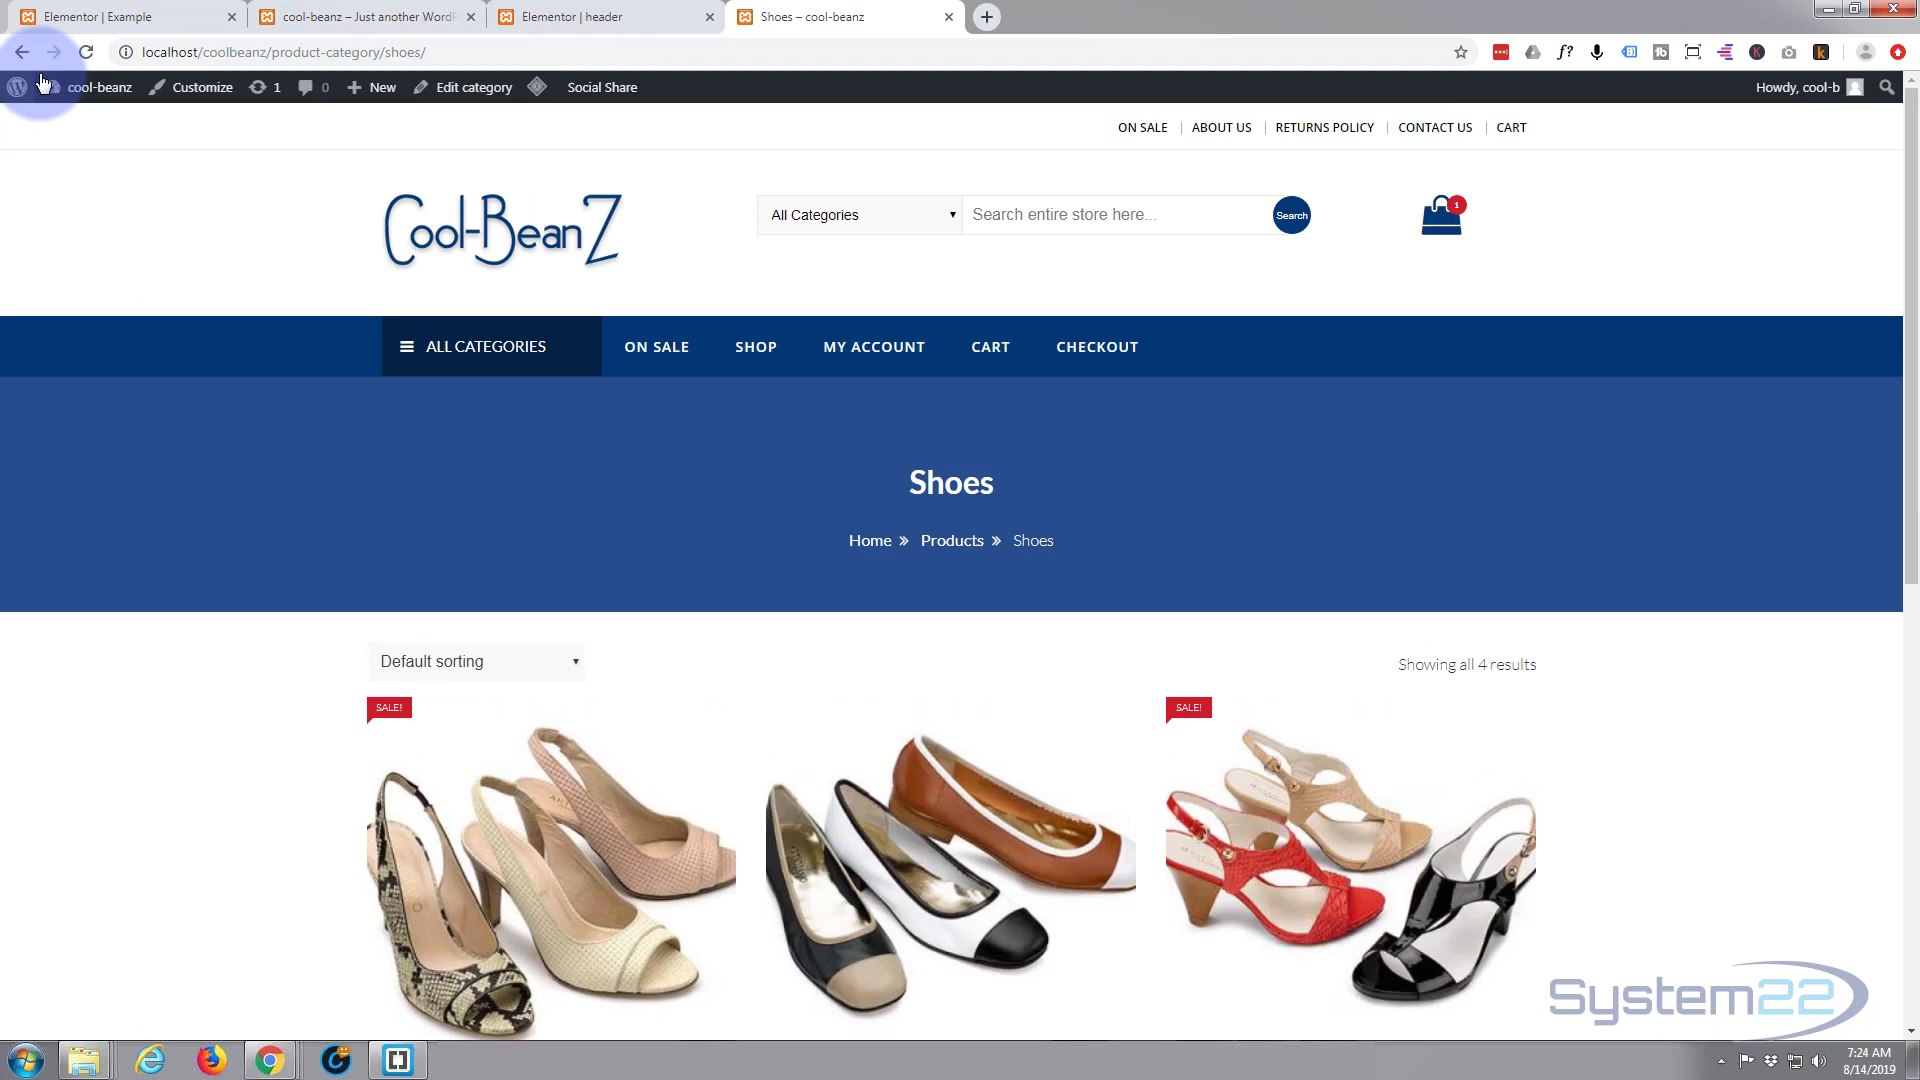 Elementor | Example
cool-beanz – Just another WordP
Elementor | header
Shoes – cool-beanz
localhost/coolbeanz/product-category/shoes/
cool-beanz Customize 1 0 New Edit category Social Share Howdy, cool-b
ON SALE ABOUT US RETURNS POLICY CONTACT US CART
Cool-BeanZ
All Categories Search entire store here... Search 1
ALL CATEGORIES ON SALE SHOP MY ACCOUNT CART CHECKOUT
Shoes
Home » Products » Shoes
Default sorting Showing all 4 results
SALE!
SALE!
System22
7:24 AM
8/14/2019